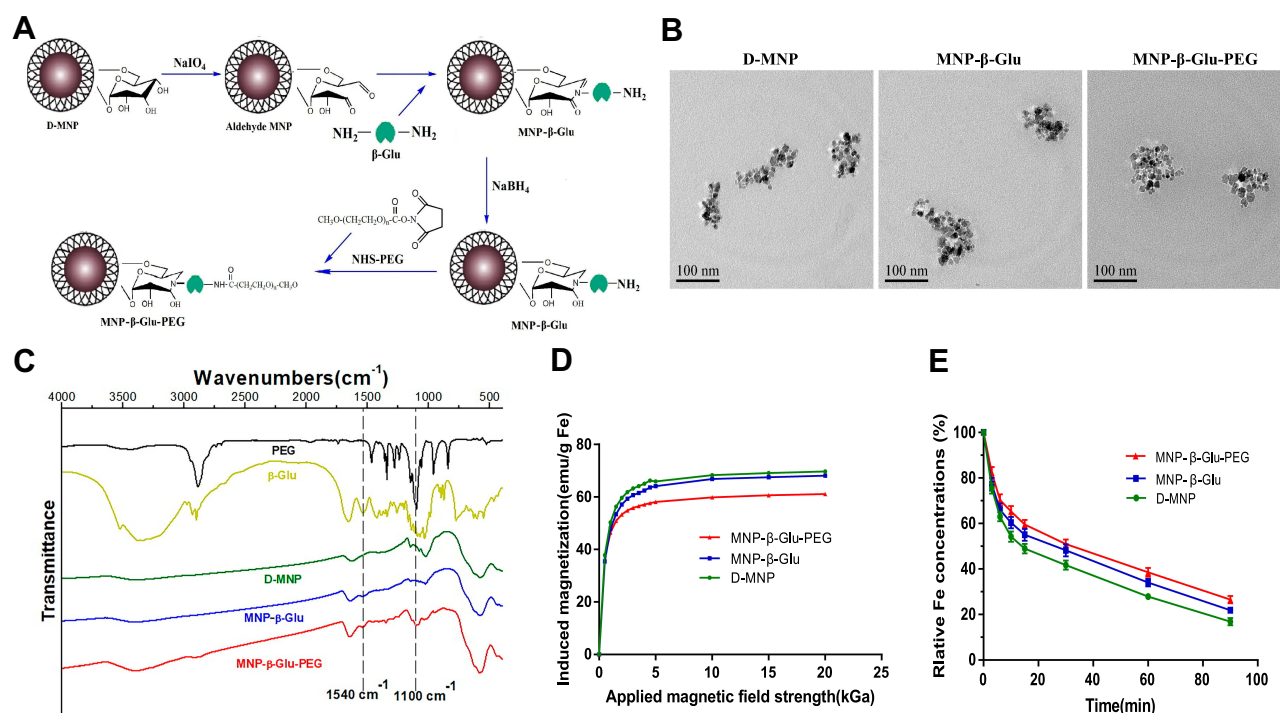 A
NaIO₄
D-MNP
Aldehyde MNP
NH₂
NH₂
β-Glu
NH₂
MNP-β-Glu
NaBH₄
CH₃O-(CH₂CH₂O)n-C-O-N
NHS-PEG
NH₂
MNP-β-Glu
NH-C-(CH₂CH₂O)n-CH₃O
MNP-β-Glu-PEG
B
D-MNP
MNP-β-Glu
MNP-β-Glu-PEG
100 nm
100 nm
100 nm
C
Wavenumbers(cm⁻¹)
4000 3500 3000 2500 2000 1500 1000 500
Transmittance
PEG
β-Glu
D-MNP
MNP-β-Glu
MNP-β-Glu-PEG
1540 cm⁻¹
1100 cm⁻¹
D
Induced magnetization(emu/g Fe)
80
60
40
20
0
MNP-β-Glu-PEG
MNP-β-Glu
D-MNP
0 5 10 15 20 25
Applied magnetic field strength(kGa)
E
Rlative Fe concentrations (%)
100
80
60
40
20
0
MNP-β-Glu-PEG
MNP-β-Glu
D-MNP
0 20 40 60 80 100
Time(min)